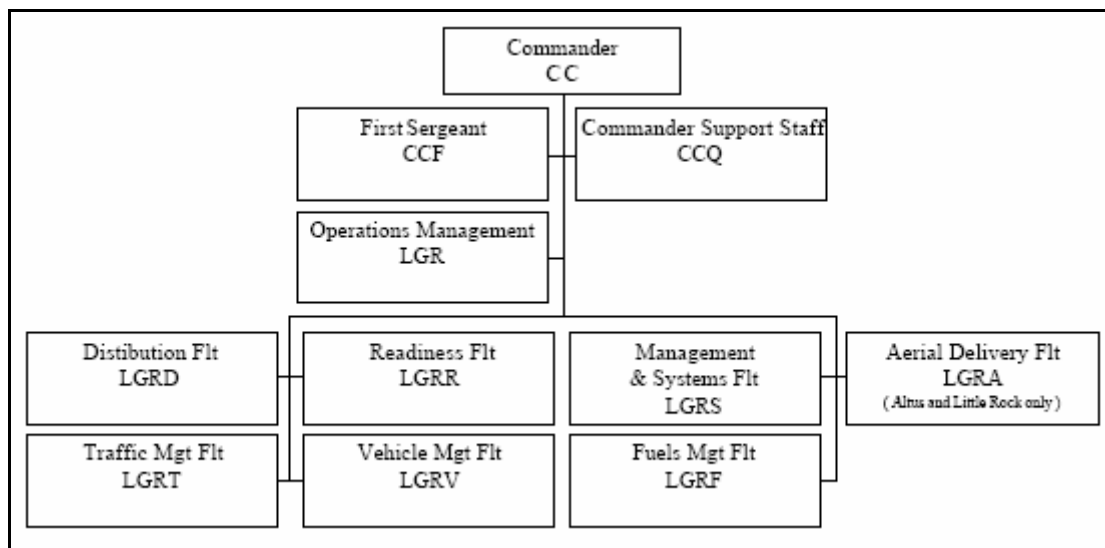 Commander
CC
First Sergeant
CCF
Commander Support Staff
CCQ
Operations Management
LGR
Distibution Flt
LGRD
Readiness Flt
LGRR
Management
& Systems Flt
LGRS
Aerial Delivery Flt
LGRA
( Altus and Little Rock only )
Traffic Mgt Flt
LGRT
Vehicle Mgt Flt
LGRV
Fuels Mgt Flt
LGRF